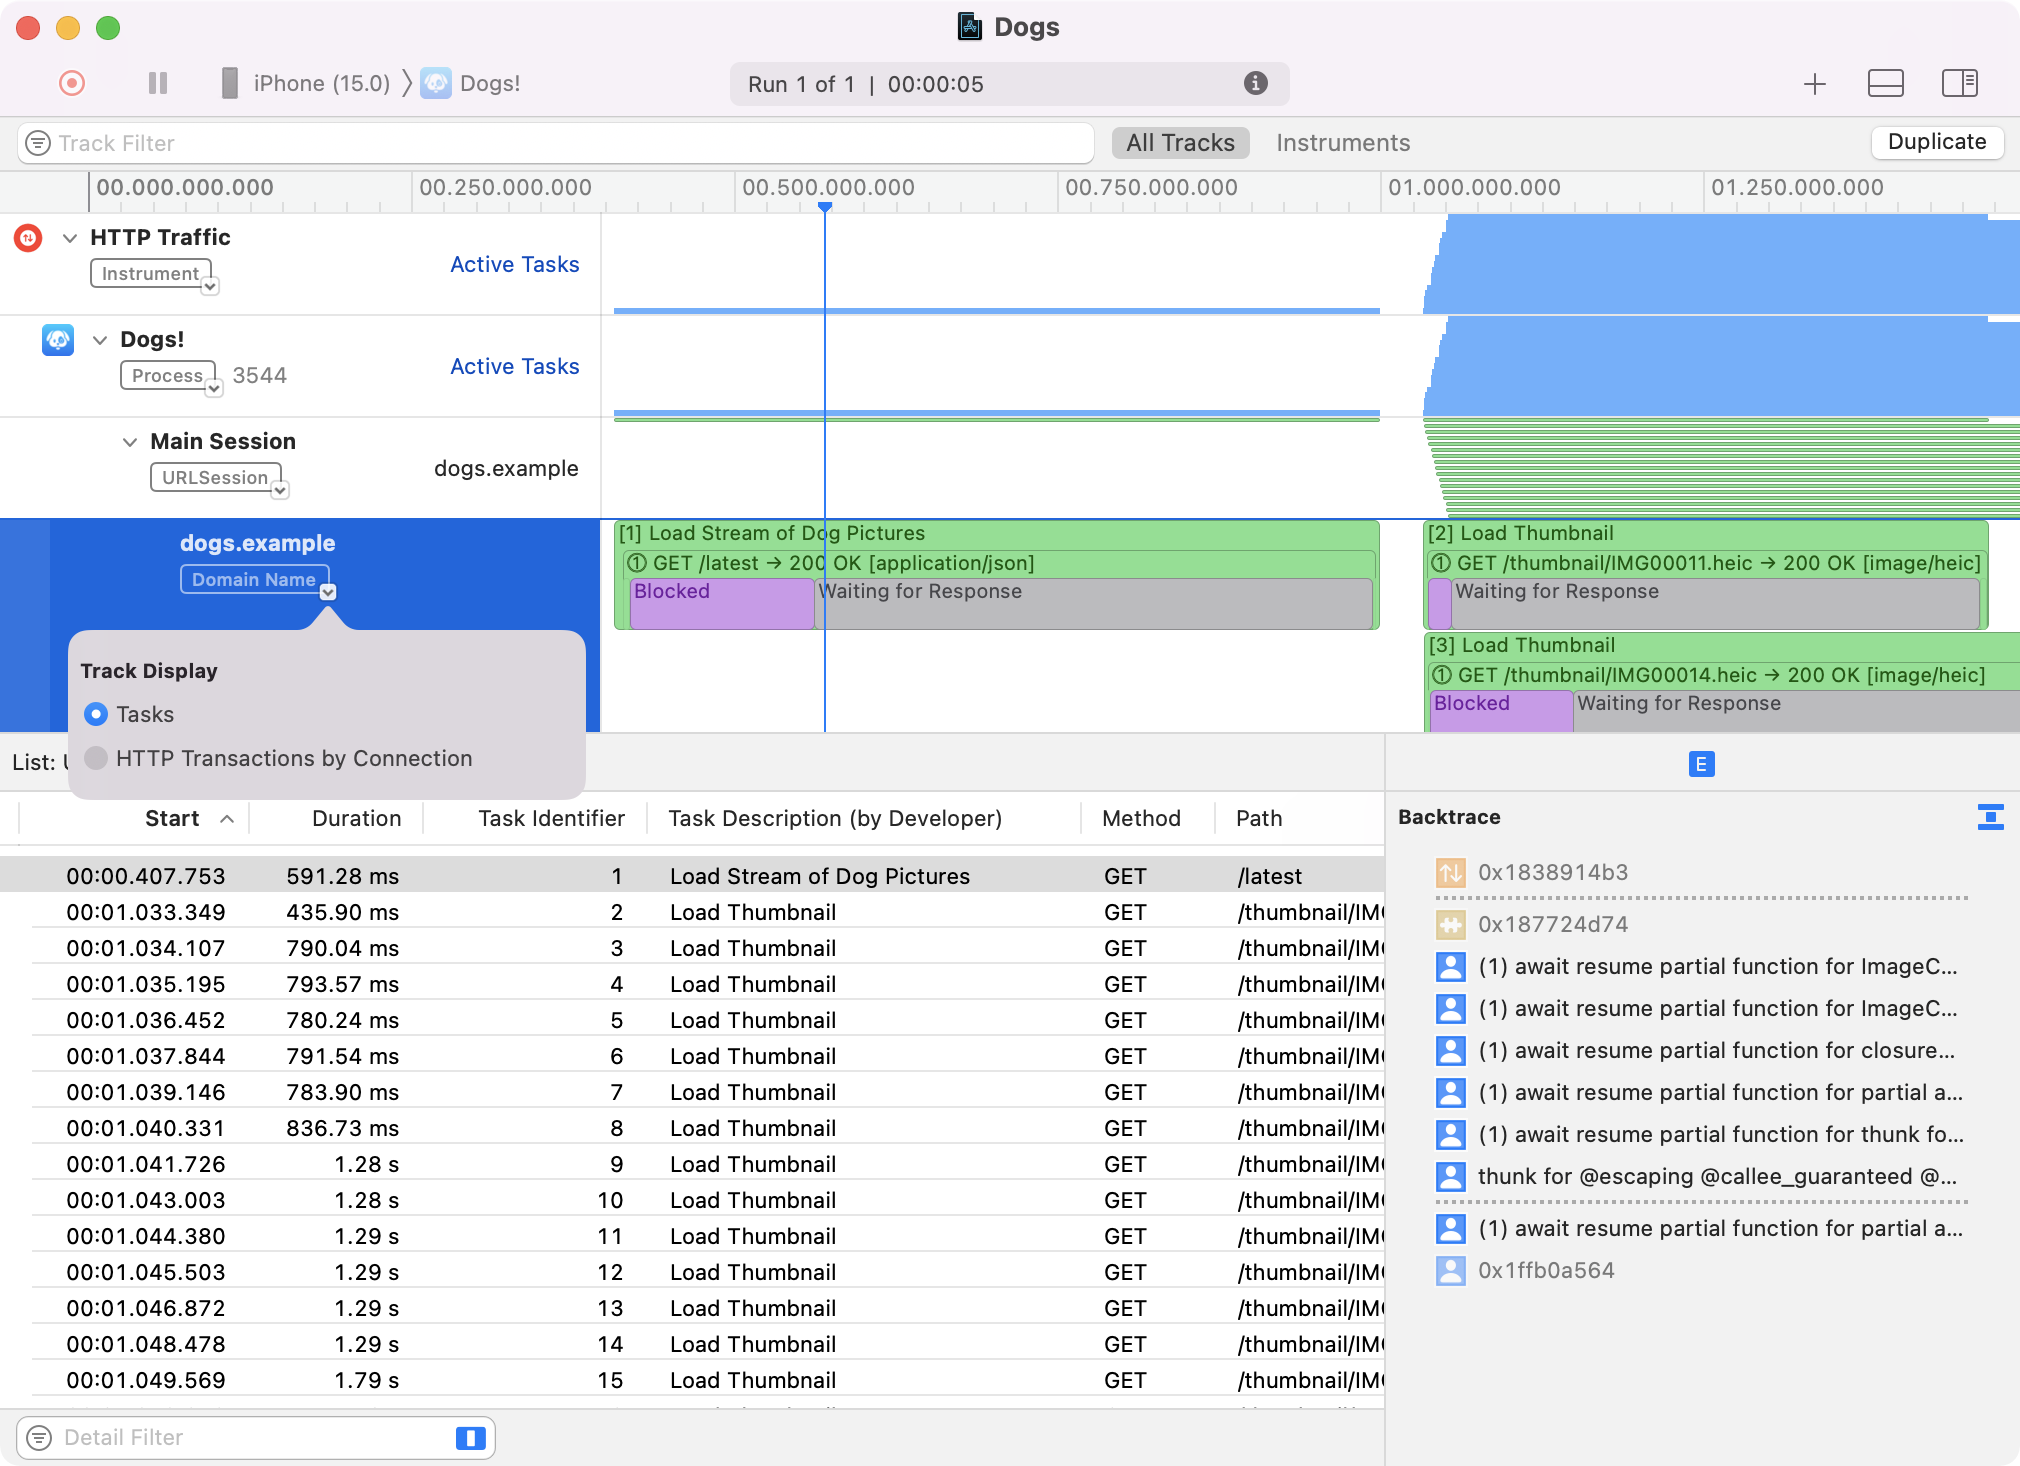 Dogs
iPhone (15.0) 〉 Dogs!
Run 1 of 1 | 00:00:05
Track Filter
All Tracks
Instruments
Duplicate
00.000.000.000 00.250.000.000 00.500.000.000 00.750.000.000 01.000.000.000 01.250.000.000
HTTP Traffic
Instrument
Active Tasks
Dogs!
Process 3544
Active Tasks
Main Session
URLSession
dogs.example
dogs.example
Domain Name
[1] Load Stream of Dog Pictures
① GET /latest → 200 OK [application/json]
Blocked
Waiting for Response
[2] Load Thumbnail
① GET /thumbnail/IMG00011.heic → 200 OK [image/heic]
Waiting for Response
[3] Load Thumbnail
① GET /thumbnail/IMG00014.heic → 200 OK [image/heic]
Blocked
Waiting for Response
Track Display
Tasks
HTTP Transactions by Connection
List:
E
Start Duration Task Identifier Task Description (by Developer) Method Path
00:00.407.753 591.28 ms 1 Load Stream of Dog Pictures GET /latest
00:01.033.349 435.90 ms 2 Load Thumbnail GET /thumbnail/IM
00:01.034.107 790.04 ms 3 Load Thumbnail GET /thumbnail/IM
00:01.035.195 793.57 ms 4 Load Thumbnail GET /thumbnail/IM
00:01.036.452 780.24 ms 5 Load Thumbnail GET /thumbnail/IM
00:01.037.844 791.54 ms 6 Load Thumbnail GET /thumbnail/IM
00:01.039.146 783.90 ms 7 Load Thumbnail GET /thumbnail/IM
00:01.040.331 836.73 ms 8 Load Thumbnail GET /thumbnail/IM
00:01.041.726 1.28 s 9 Load Thumbnail GET /thumbnail/IM
00:01.043.003 1.28 s 10 Load Thumbnail GET /thumbnail/IM
00:01.044.380 1.29 s 11 Load Thumbnail GET /thumbnail/IM
00:01.045.503 1.29 s 12 Load Thumbnail GET /thumbnail/IM
00:01.046.872 1.29 s 13 Load Thumbnail GET /thumbnail/IM
00:01.048.478 1.29 s 14 Load Thumbnail GET /thumbnail/IM
00:01.049.569 1.79 s 15 Load Thumbnail GET /thumbnail/IM
Detail Filter
Backtrace
0x1838914b3
0x187724d74
(1) await resume partial function for ImageC...
(1) await resume partial function for ImageC...
(1) await resume partial function for closure...
(1) await resume partial function for partial a...
(1) await resume partial function for thunk fo...
thunk for @escaping @callee_guaranteed @...
(1) await resume partial function for partial a...
0x1ffb0a564